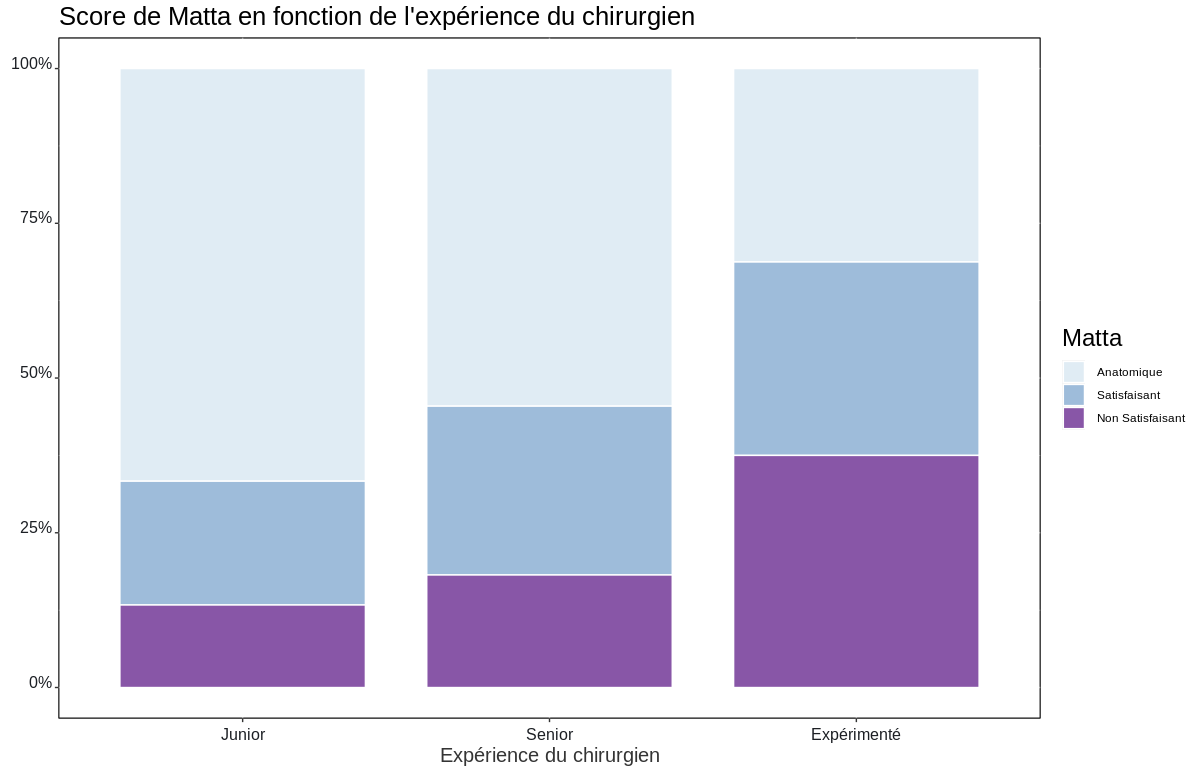 Score de Matta en fonction de l'expérience du chirurgien
100%
75%
50%
25%
0%
Junior
Senior
Expérimenté
Expérience du chirurgien
Matta
Anatomique
Satisfaisant
Non Satisfaisant